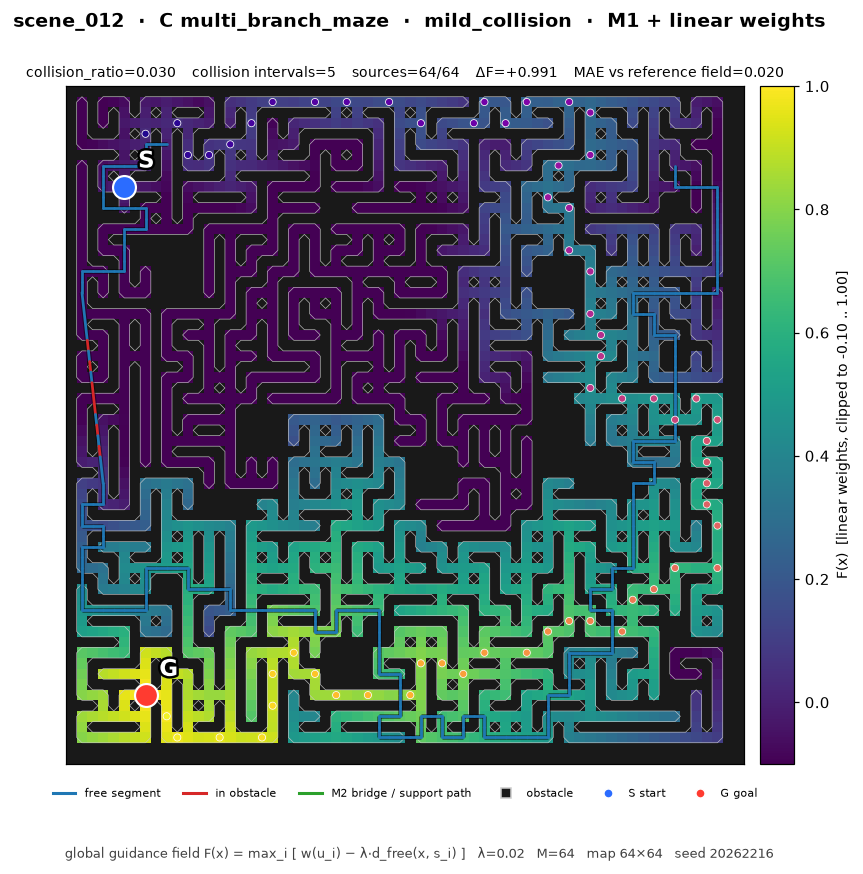 scene_012 · C multi_branch_maze · mild_collision · M1 + linear weights
collision_ratio=0.030 collision intervals=5 sources=64/64 ΔF=+0.991 MAE vs reference field=0.020
S
G
1.0
0.8
0.6
0.4
0.2
0.0
F(x) [linear weights, clipped to -0.10 .. 1.00]
free segment
in obstacle
M2 bridge / support path
obstacle
S start
G goal
global guidance field F(x) = max_i [ w(u_i) − λ·d_free(x, s_i) ] λ=0.02 M=64 map 64×64 seed 20262216